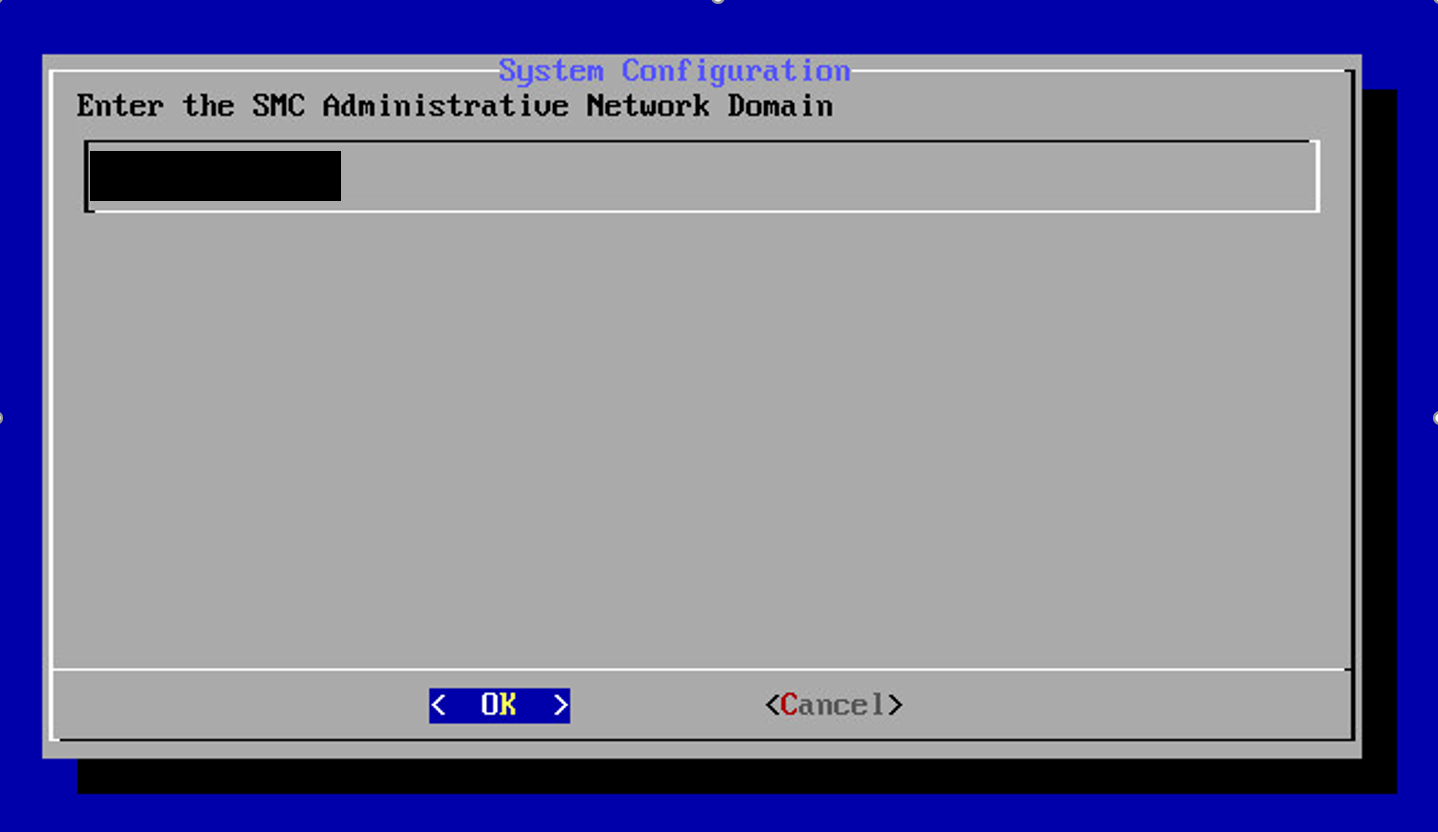 System Configuration
Enter the SMC Administrative Network Domain
< OK > <Cancel>